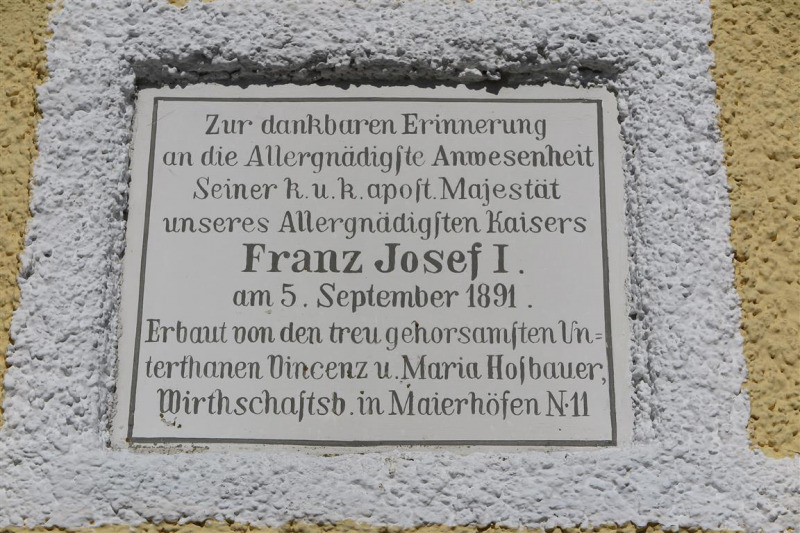 Zur dankbaren Erinnerung
an die Allergnädigſte Anwesenheit
Seiner k. u. k. apoſt. Majestät
unseres Allergnädigſten Kaisers
Franz Josef I.
am 5. September 1891.
Erbaut von den treu gehorsamſten Un=
terthanen Vincenz u. Maria Hofbauer,
Wirthschaftsb. in Maierhöfen N. 11